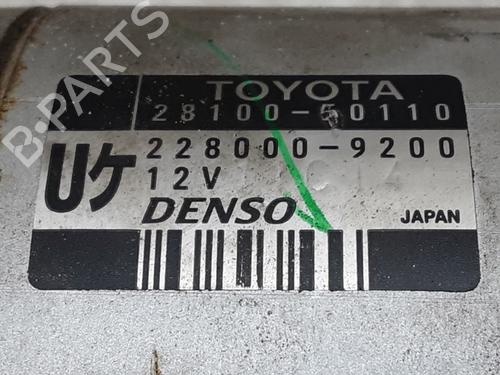 B-PARTS
TOYOTA
28100-50110
Uケ
228000-9200
12V
DENSO
JAPAN